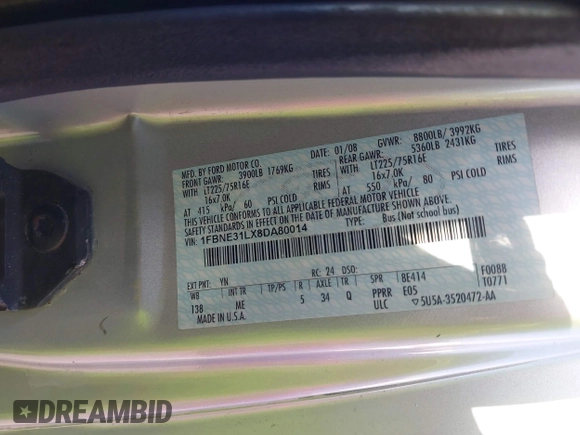 MFD. BY FORD MOTOR CO.
DATE: 01/08 GVWR: 8800LB/ 3992KG
FRONT GAWR: 3900LB 1769KG
REAR GAWR: 5360LB 2431KG
WITH LT225/75R16E TIRES
WITH LT225/75R16E TIRES
16x7.0K RIMS
16x7.0K RIMS
AT 415 kPa/ 60 PSI COLD
AT 550 kPa/ 80 PSI COLD
THIS VEHICLE CONFORMS TO ALL APPLICABLE FEDERAL MOTOR VEHICLE
SAFETY STANDARDS IN EFFECT ON THE DATE OF MANUFACTURE SHOWN ABOVE.
VIN: 1FBNE31LX8DA80014
TYPE: Bus (Not school bus)
EXT PNT: YN RC: 24 DSO:
WB INT TR TP/PS R AXLE TR SPR BE414 F0088
138 ME 5 34 Q PPRR E05 10771
MADE IN U.S.A. ULC ▽5U5A-3520472-AA
DREAMBID